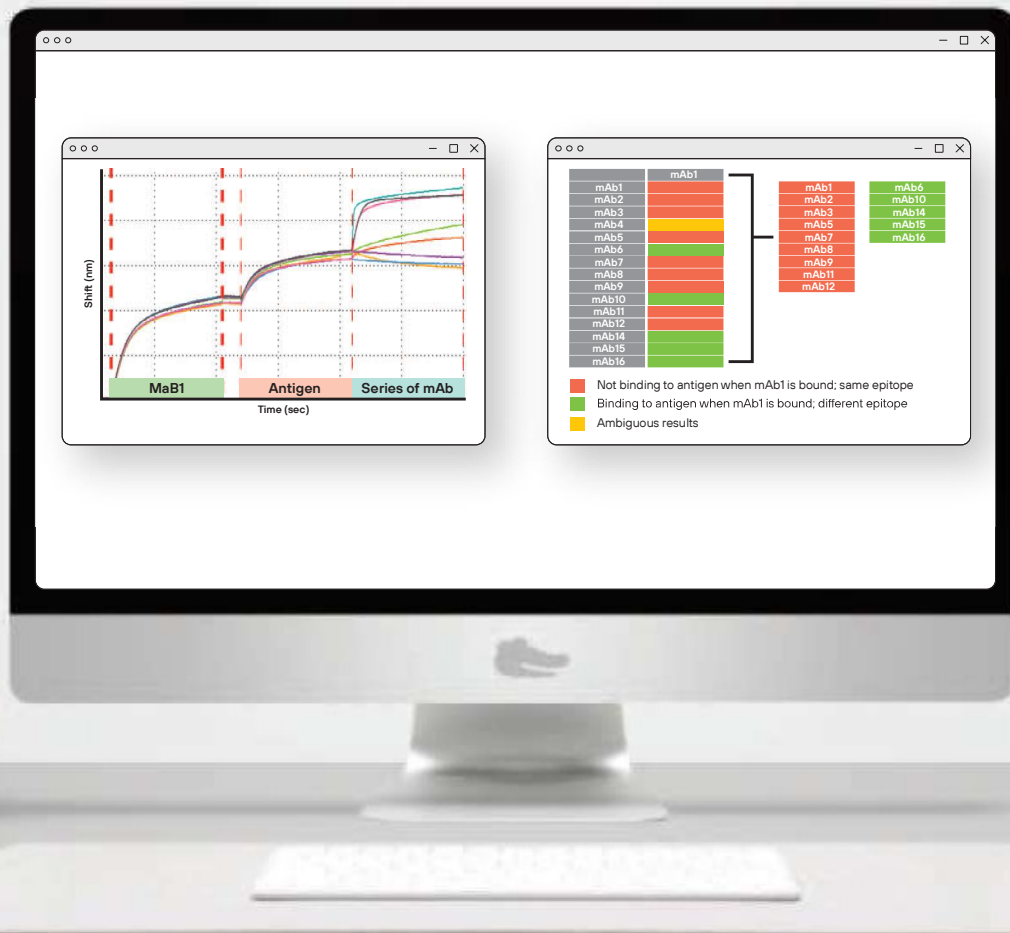 Shift (nm)
MaB1
Antigen
Series of mAb
Time (sec)
mAb1
mAb1
mAb2
mAb3
mAb4
mAb5
mAb6
mAb7
mAb8
mAb9
mAb10
mAb11
mAb12
mAb14
mAb15
mAb16
mAb1
mAb2
mAb3
mAb5
mAb7
mAb8
mAb9
mAb11
mAb12
mAb6
mAb10
mAb14
mAb15
mAb16
Not binding to antigen when mAb1 is bound; same epitope
Binding to antigen when mAb1 is bound; different epitope
Ambiguous results